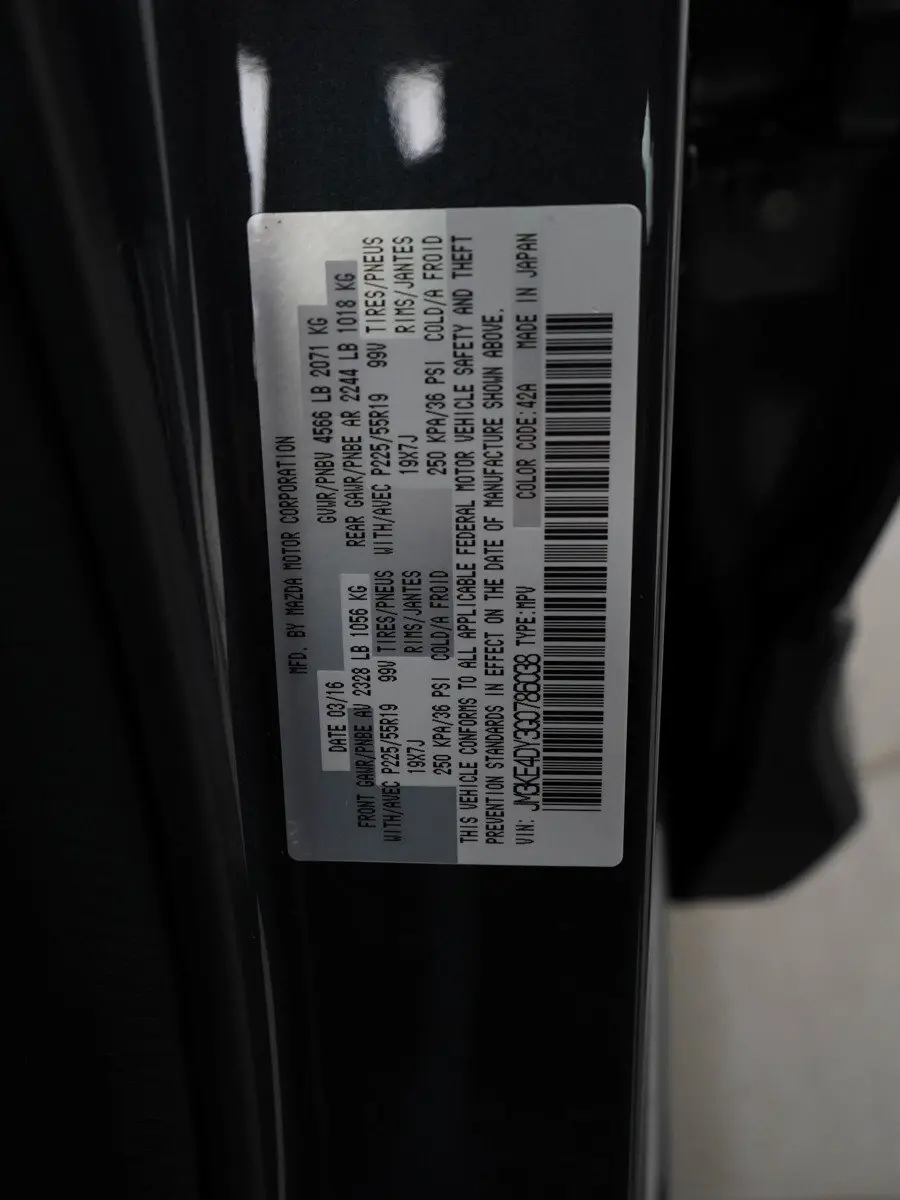 MFD. BY MAZDA MOTOR CORPORATION
DATE 03/16 GVWR/PNBV 4566 LB 2071 KG
FRONT GAWR/PNBE AV 2328 LB 1056 KG REAR GAWR/PNBE AR 2244 LB 1018 KG
WITH/AVEC P225/55R19 99V TIRES/PNEUS WITH/AVEC P225/55R19 99V TIRES/PNEUS
19X7J RIMS/JANTES 19X7J RIMS/JANTES
250 KPA/36 PSI COLD/A FROID 250 KPA/36 PSI COLD/A FROID
THIS VEHICLE CONFORMS TO ALL APPLICABLE FEDERAL MOTOR VEHICLE SAFETY AND THEFT
PREVENTION STANDARDS IN EFFECT ON THE DATE OF MANUFACTURE SHOWN ABOVE.
VIN: JM3KE4DY3G0786038 TYPE:MPV COLOR CODE:42A MADE IN JAPAN